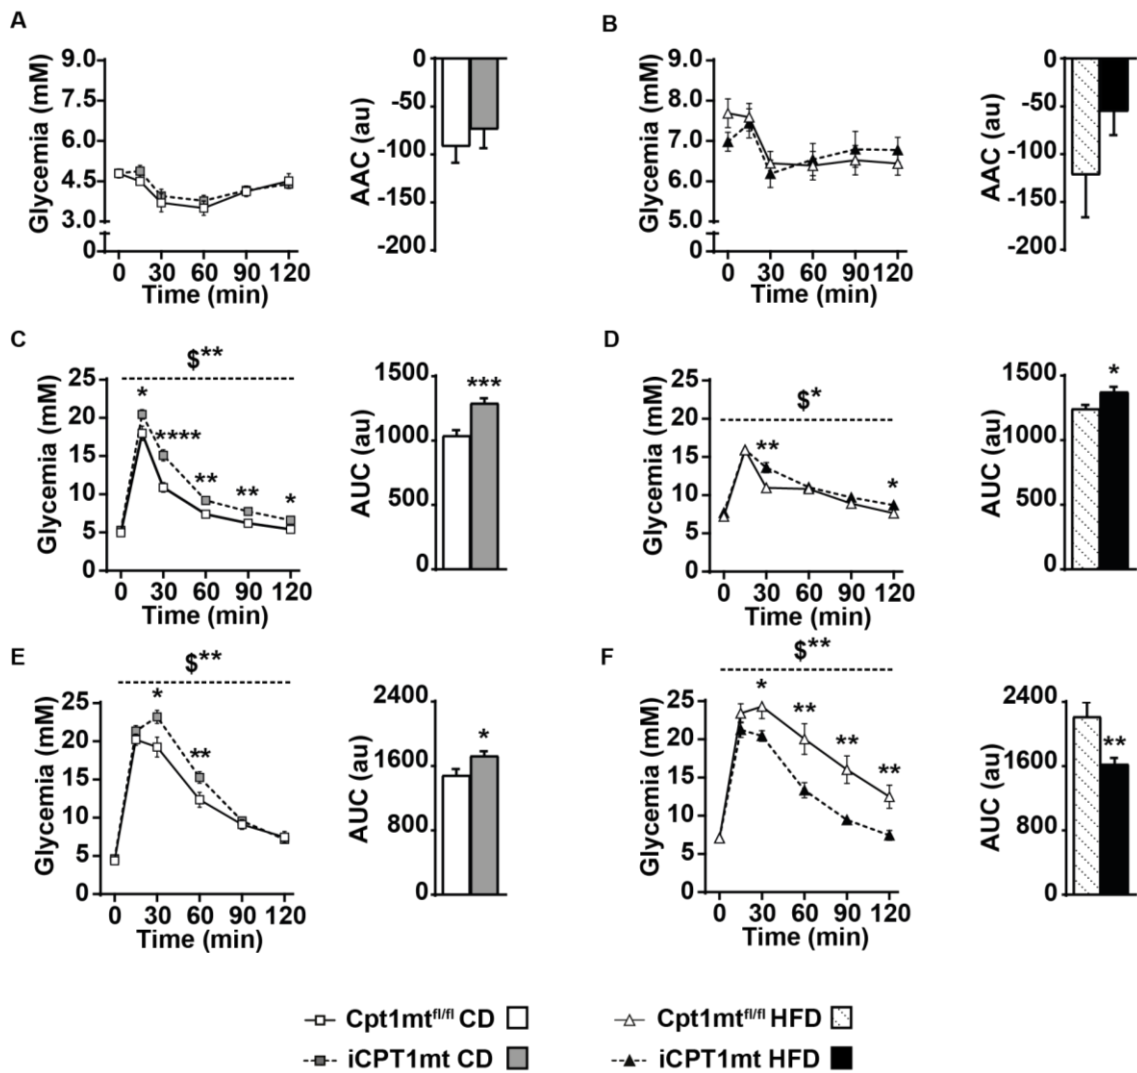 A
Glycemia (mM)
9.0
7.5
6.0
4.5
3.0
0
0 30 60 90 120
Time (min)
AAC (au)
0
-50
-100
-150
-200
B
Glycemia (mM)
9.0
8.0
7.0
6.0
5.0
0
0 30 60 90 120
Time (min)
AAC (au)
0
-50
-100
-150
-200
C
$**
Glycemia (mM)
25
20
15
10
5
0
* **** ** ** *
0 30 60 90 120
Time (min)
AUC (au)
1500
1000
500
0
***
D
$*
Glycemia (mM)
25
20
15
10
5
0
** *
0 30 60 90 120
Time (min)
AUC (au)
1500
1000
500
0
*
E
$**
Glycemia (mM)
25
20
15
10
5
0
* **
0 30 60 90 120
Time (min)
AUC (au)
2400
1600
800
0
*
F
$**
Glycemia (mM)
25
20
15
10
5
0
* ** ** **
0 30 60 90 120
Time (min)
AUC (au)
2400
1600
800
0
**
Cpt1mt^fl/fl CD
Cpt1mt^fl/fl HFD
iCPT1mt CD
iCPT1mt HFD